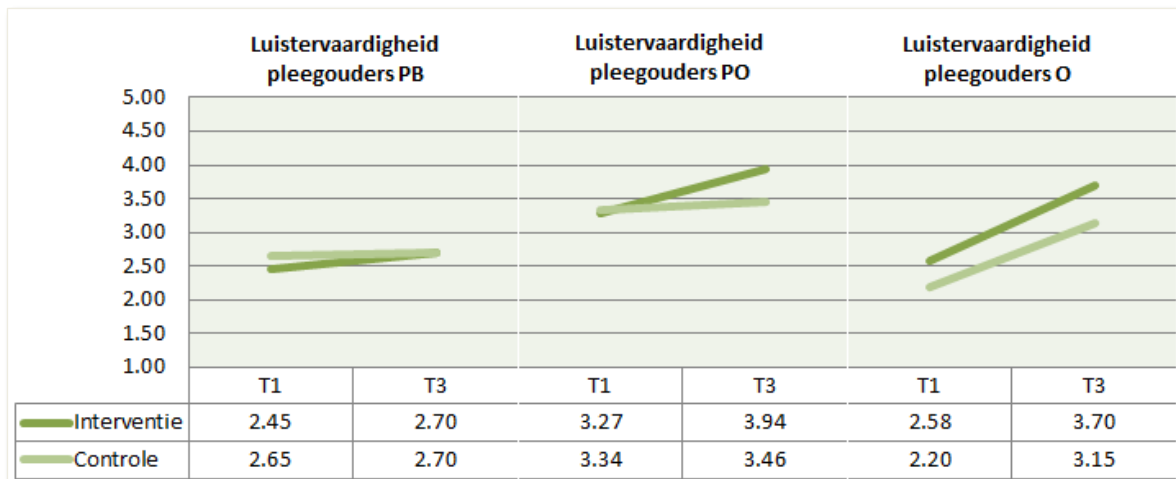 Luistervaardigheid
pleegouders PB
Luistervaardigheid
pleegouders PO
Luistervaardigheid
pleegouders O
5.00
4.50
4.00
3.50
3.00
2.50
2.00
1.50
1.00
T1 T3 T1 T3 T1 T3
Interventie 2.45 2.70 3.27 3.94 2.58 3.70
Controle 2.65 2.70 3.34 3.46 2.20 3.15